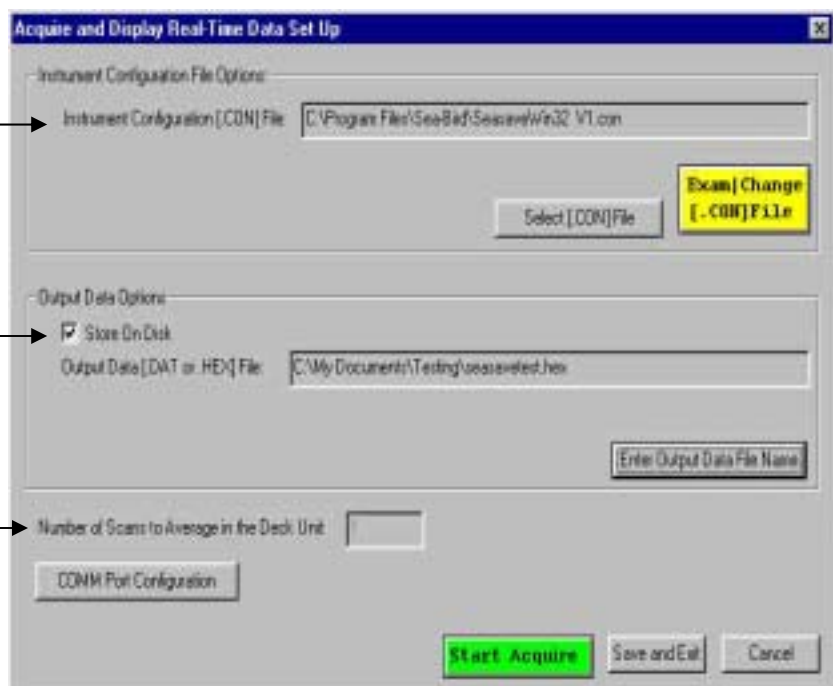 Acquire and Display Real-Time Data Set Up
Instrument Configuration File Options
Instrument Configuration [.CON] File C:\Program Files\Sea-Bird\SeasaveWin32 V1.con
Select [.CON] File
Exam|Change
[.CON]File
Output Data Options
Store On Disk
Output Data [.DAT or .HEX] File C:\My Documents\Testing\seasavetest.hex
Enter Output Data File Name
Number of Scans to Average in the Deck Unit
COMM Port Configuration
Start Acquire
Save and Exit
Cancel